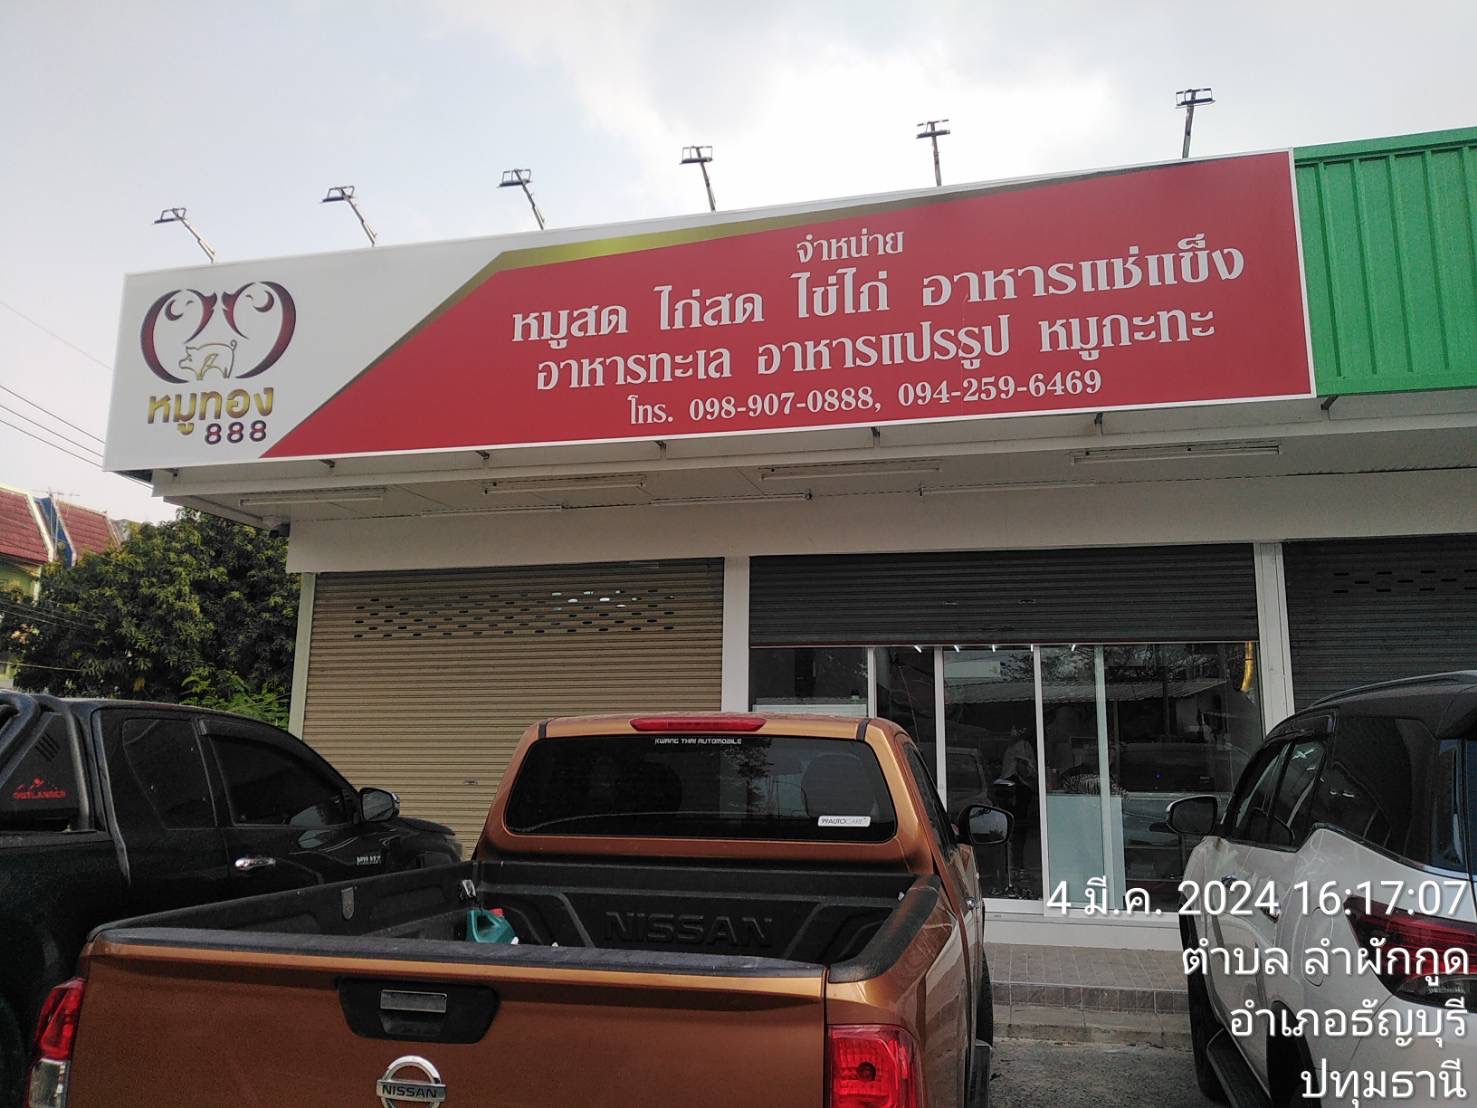 จำหน่าย
หมูสด ไก่สด ไข่ไก่ อาหารแช่แข็ง
อาหารทะเล อาหารแปรรูป หมูกะทะ
โทร. 098-907-0888, 094-259-6469
หมูทอง
888
KWANG THAI AUTOMOBILE
99AUTOCARE
OUTLANDER
NISSAN
NISSAN
4 มี.ค. 2024 16:17:07
ตำบล ลำผักกูด
อำเภอธัญบุรี
ปทุมธานี